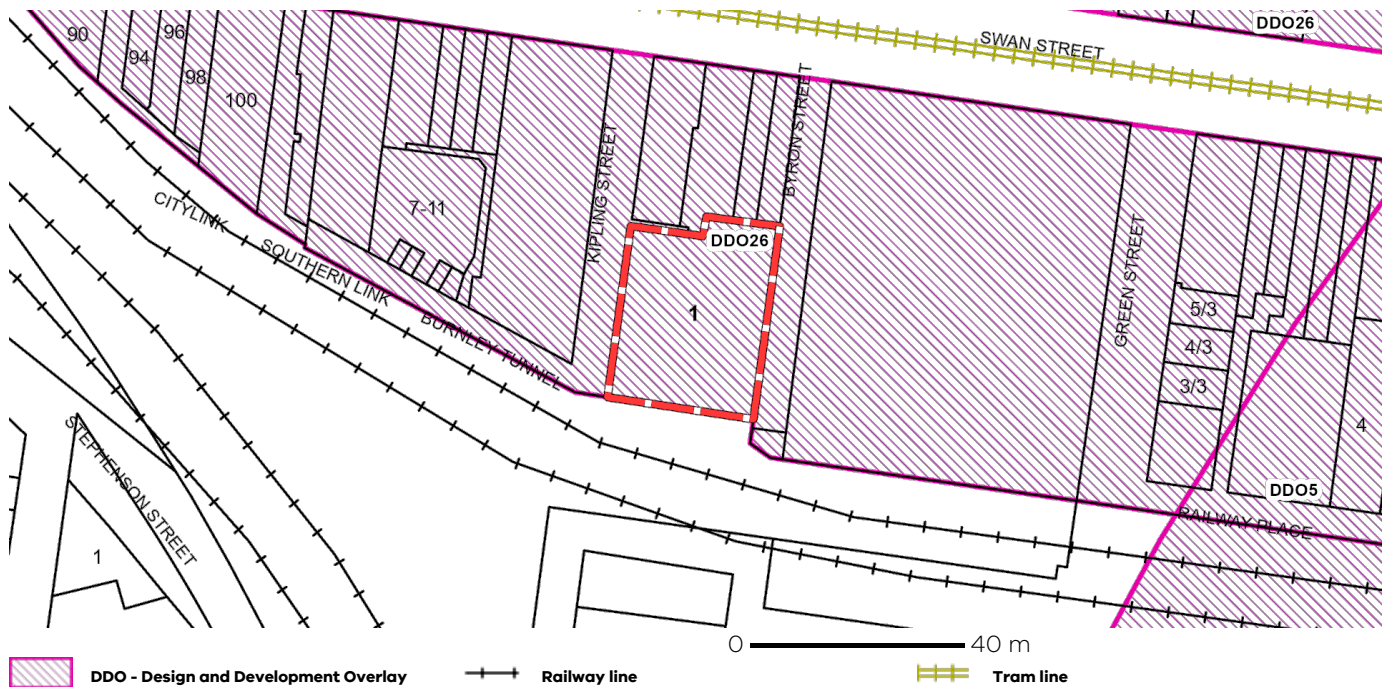 DDO26
SWAN STREET
90
94
96
98
100
BYRON STREET
KIPLING STREET
7-11
CITYLINK
SOUTHERN LINK
BURNLEY TUNNEL
DDO26
1
GREEN STREET
5/3
4/3
3/3
4
DDO5
RAILWAY PLACE
STEPHENSON STREET
1
0 40 m
DDO - Design and Development Overlay
Railway line
Tram line